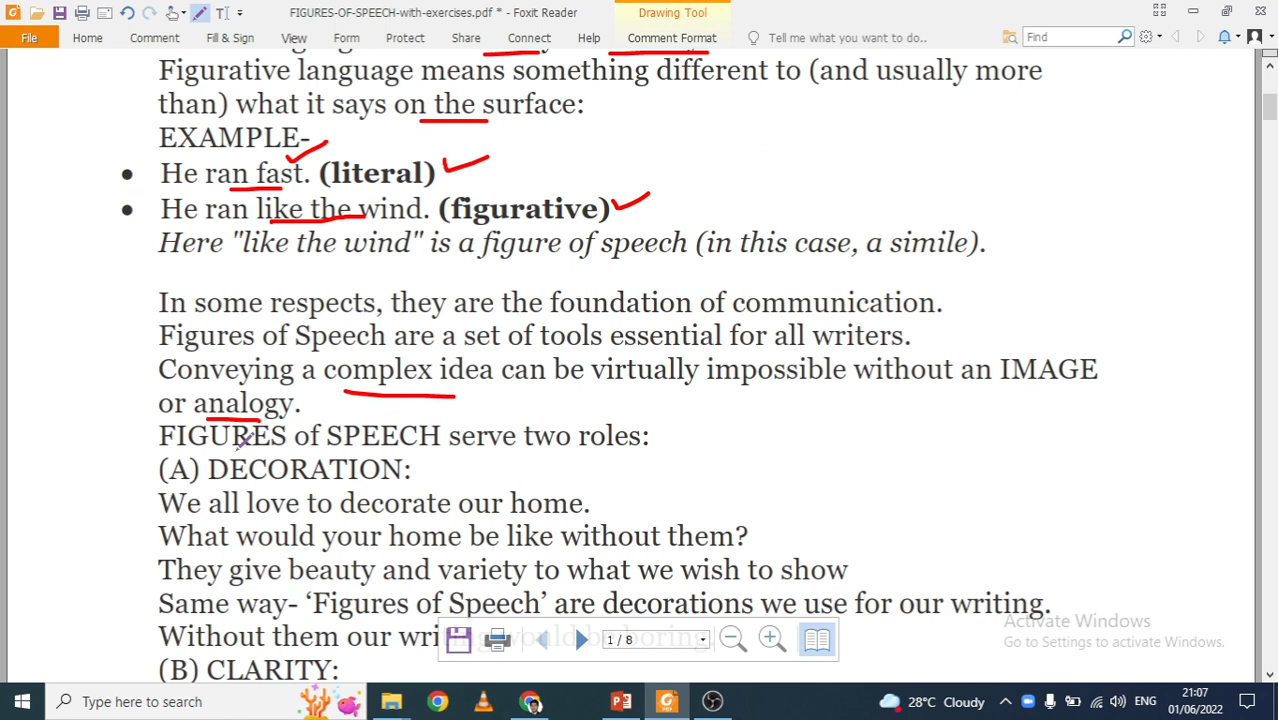 FIGURES-OF-SPEECH-with-exercises.pdf * - Foxit Reader
Drawing Tool
File Home Comment View Fill & Sign Form Protect Share Connect Help Comment Format Tell me what you want to do.. Find
Figurative language means something different to (and usually more
than) what it says on the surface:
EXAMPLE-
• He ran fast. (literal)
• He ran like the wind. (figurative)
Here "like the wind" is a figure of speech (in this case, a simile).
In some respects, they are the foundation of communication.
Figures of Speech are a set of tools essential for all writers.
Conveying a complex idea can be virtually impossible without an IMAGE
or analogy.
FIGURES of SPEECH serve two roles:
(A) DECORATION:
We all love to decorate our home.
What would your home be like without them?
They give beauty and variety to what we wish to show
Same way- ‘Figures of Speech’ are decorations we use for our writing.
Without them our writing would be boring
(B) CLARITY:
1 / 8
Activate Windows
Go to Settings to activate Windows.
Type here to search
28°C Cloudy
ENG
21:07
01/06/2022